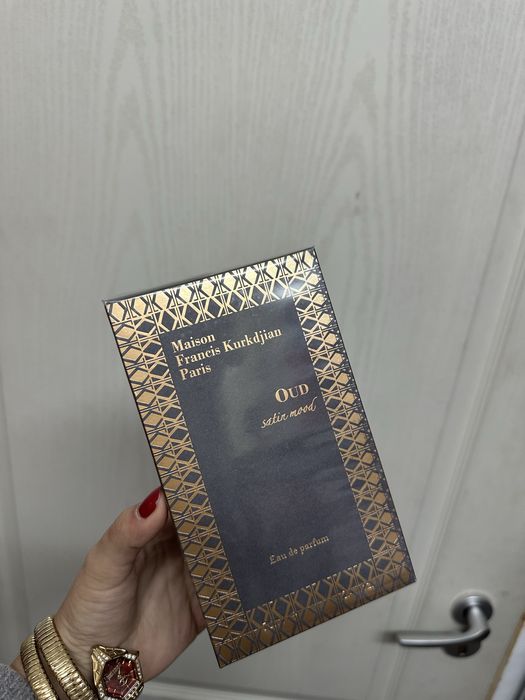 Maison
Francis Kurkdjian
Paris
OUD
satin mood
Eau de parfum